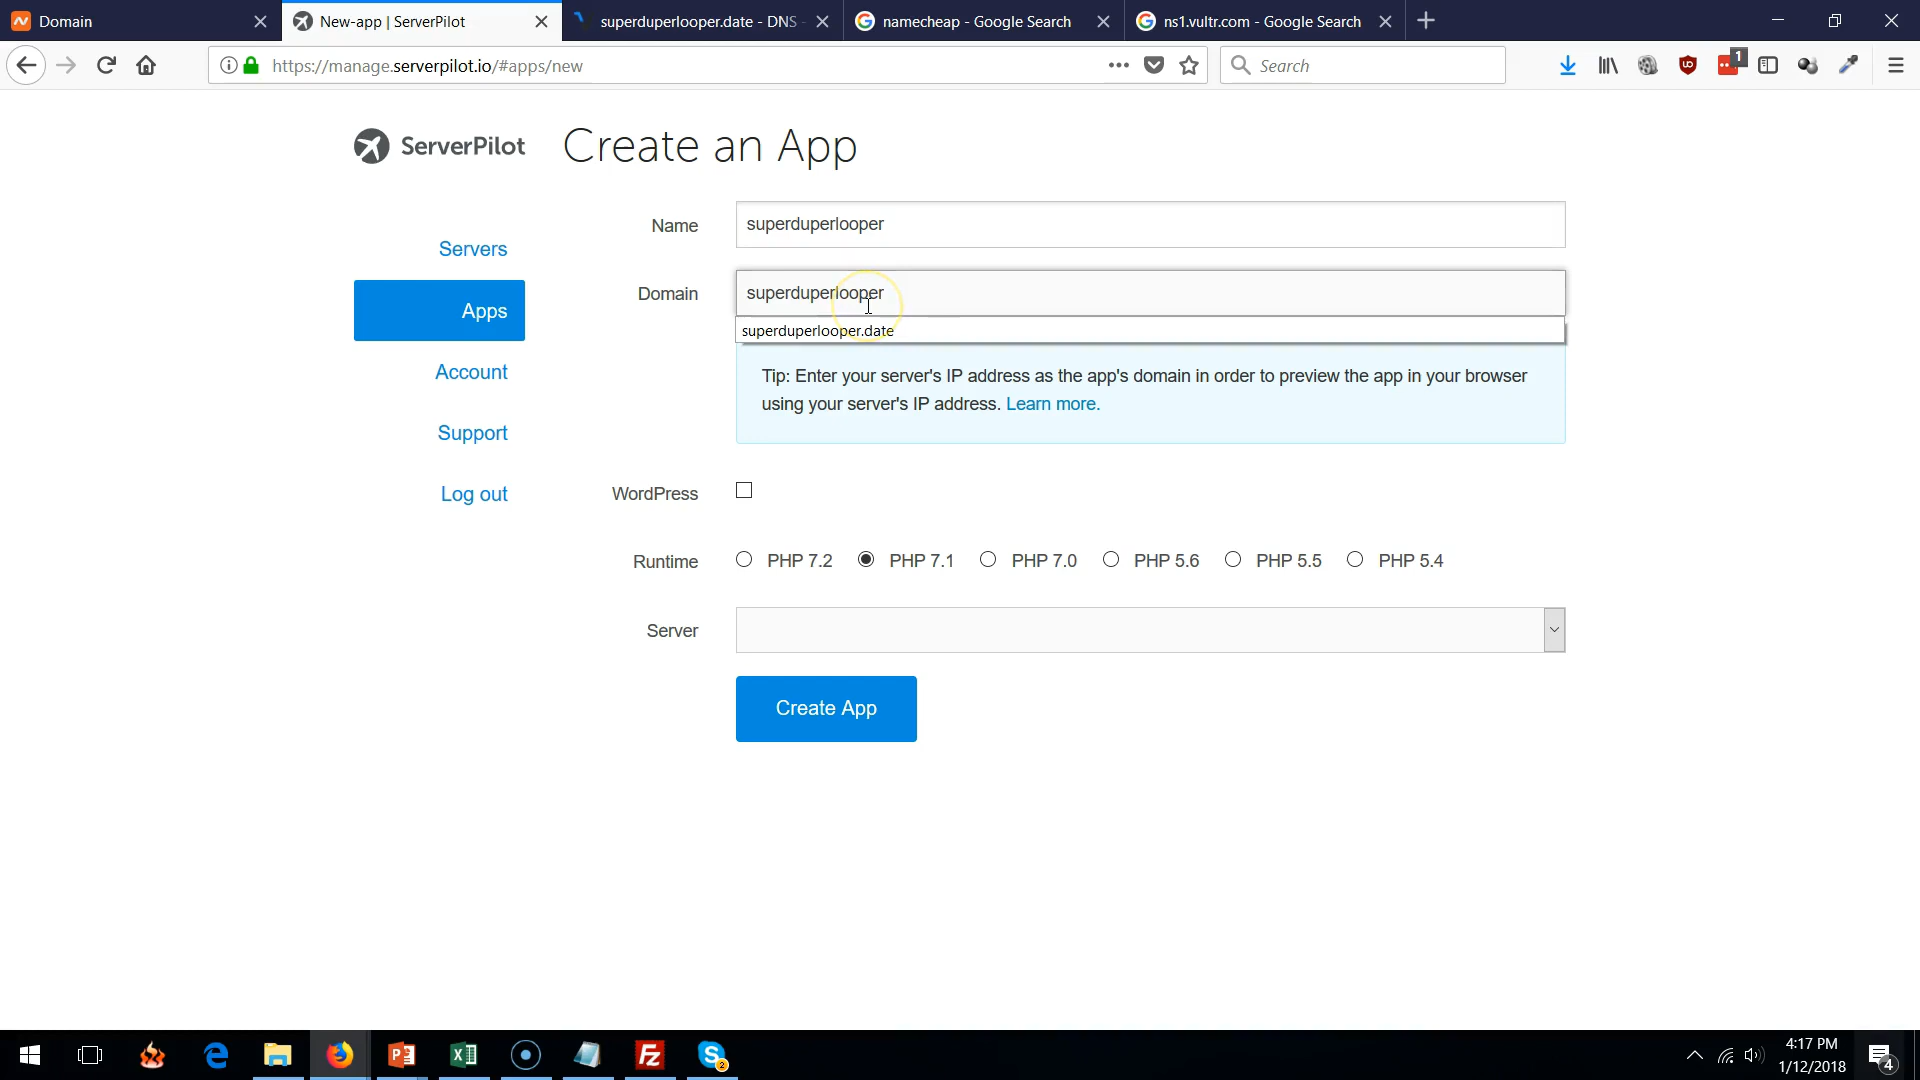 Domain
New-app | ServerPilot
superduperlooper.date - DNS -
namecheap - Google Search
ns1.vultr.com - Google Search
https://manage.serverpilot.io/#apps/new
Search
1
ServerPilot
Create an App
Name
superduperlooper
Servers
Domain
superduperlooper
Apps
superduperlooper.date
Account
Tip: Enter your server's IP address as the app's domain in order to preview the app in your browser
using your server's IP address. Learn more.
Support
Log out
WordPress
Runtime
PHP 7.2
PHP 7.1
PHP 7.0
PHP 5.6
PHP 5.5
PHP 5.4
Server
Create App
4:17 PM
1/12/2018
2
4